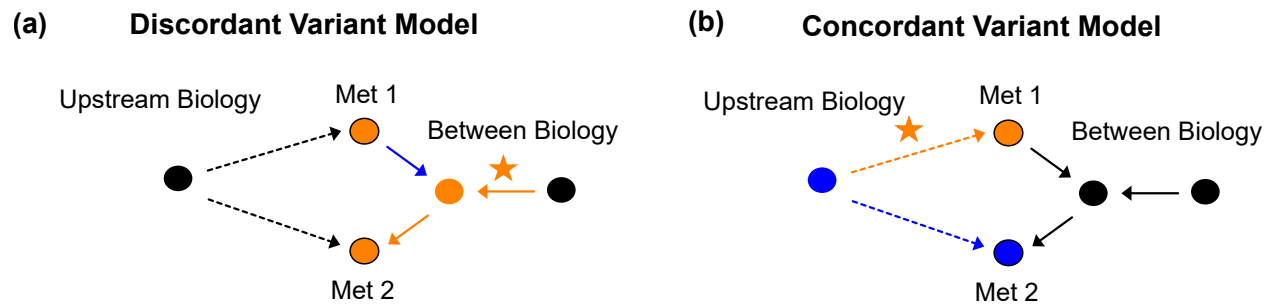 (a) Discordant Variant Model
Upstream Biology
Met 1
Between Biology
Met 2
(b) Concordant Variant Model
Upstream Biology
Met 1
Between Biology
Met 2